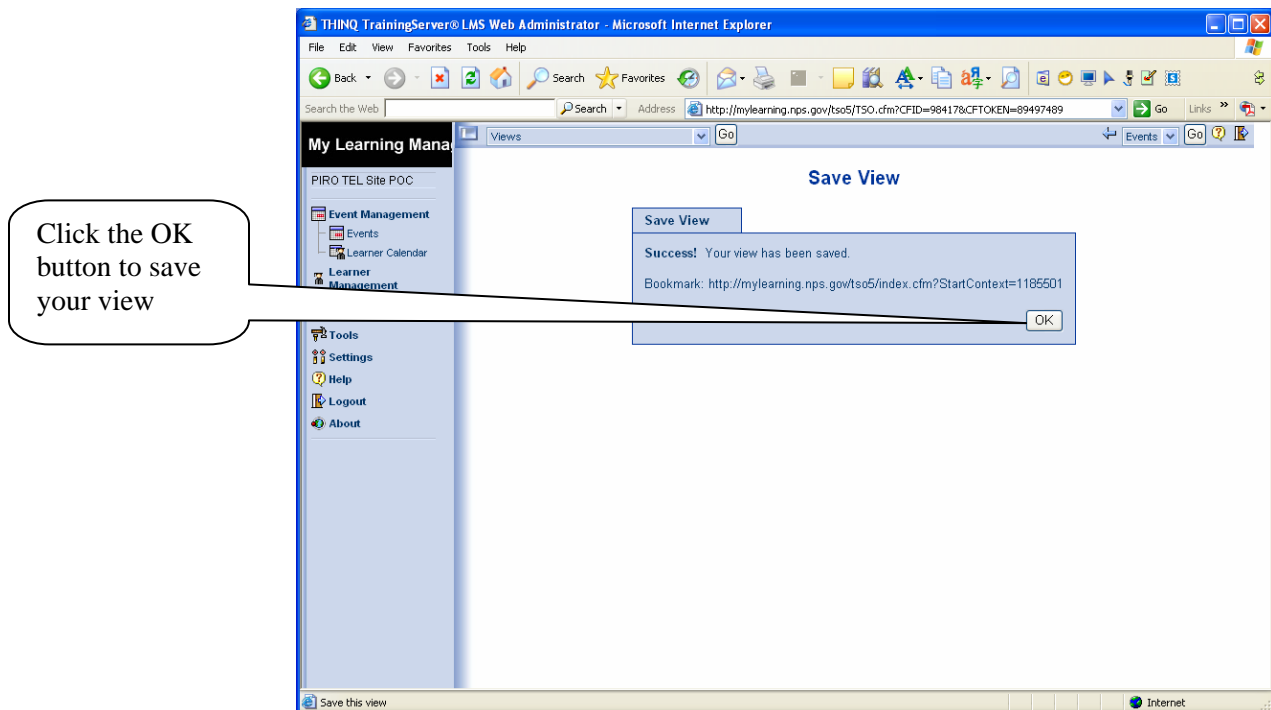 THINQ TrainingServer® LMS Web Administrator - Microsoft Internet Explorer
File Edit View Favorites Tools Help
Back Search Favorites
Search the Web Search Address http://mylearning.nps.gov/tso5/TSO.cfm?CFID=98417&CFTOKEN=89497489 Go Links »
My Learning Mana
Views Go Events Go
PIRO TEL Site POC
Save View
Event Management
Events
Learner Calendar
Learner
Management
Tools
Settings
Help
Logout
About
Save View
Success! Your view has been saved.
Bookmark: http://mylearning.nps.gov/tso5/index.cfm?StartContext=1185501
OK
Click the OK
button to save
your view
Save this view Internet